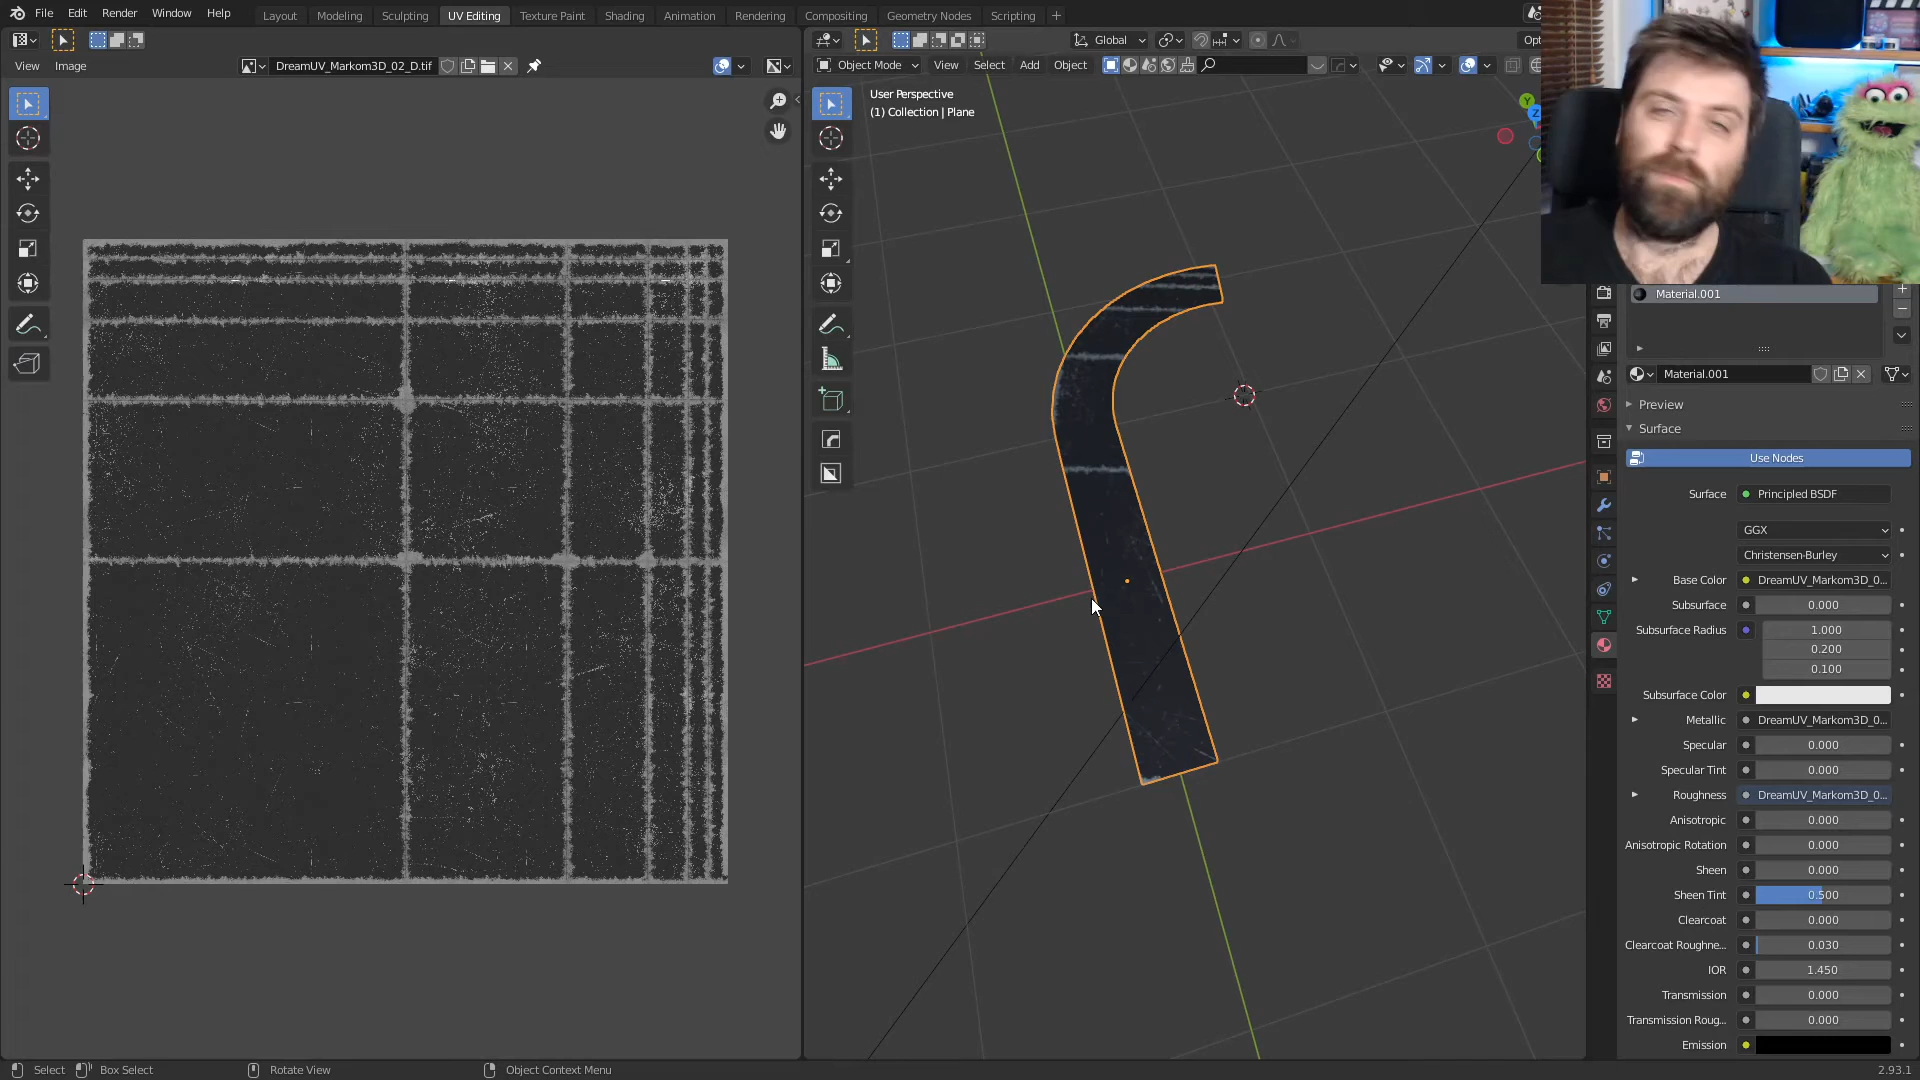 File Edit Render Window Help
Layout Modeling Sculpting UV Editing Texture Paint Shading Animation Rendering Compositing Geometry Nodes Scripting +
Global
Opt
View Image
DreamUV_Markom3D_02_D.tif
Object Mode View Select Add Object
User Perspective
(1) Collection | Plane
Y
Z
Material.001
Material.001
Preview
Surface
Use Nodes
Surface Principled BSDF
GGX
Christensen-Burley
Base Color DreamUV_Markom3D_0...
Subsurface 0.000
Subsurface Radius 1.000
0.200
0.100
Subsurface Color
Metallic DreamUV_Markom3D_0...
Specular 0.000
Specular Tint 0.000
Roughness DreamUV_Markom3D_0...
Anisotropic 0.000
Anisotropic Rotation 0.000
Sheen 0.000
Sheen Tint 0.500
Clearcoat 0.000
Clearcoat Roughne... 0.030
IOR 1.450
Transmission 0.000
Transmission Roug... 0.000
Emission
Select Box Select Rotate View Object Context Menu 2.93.1